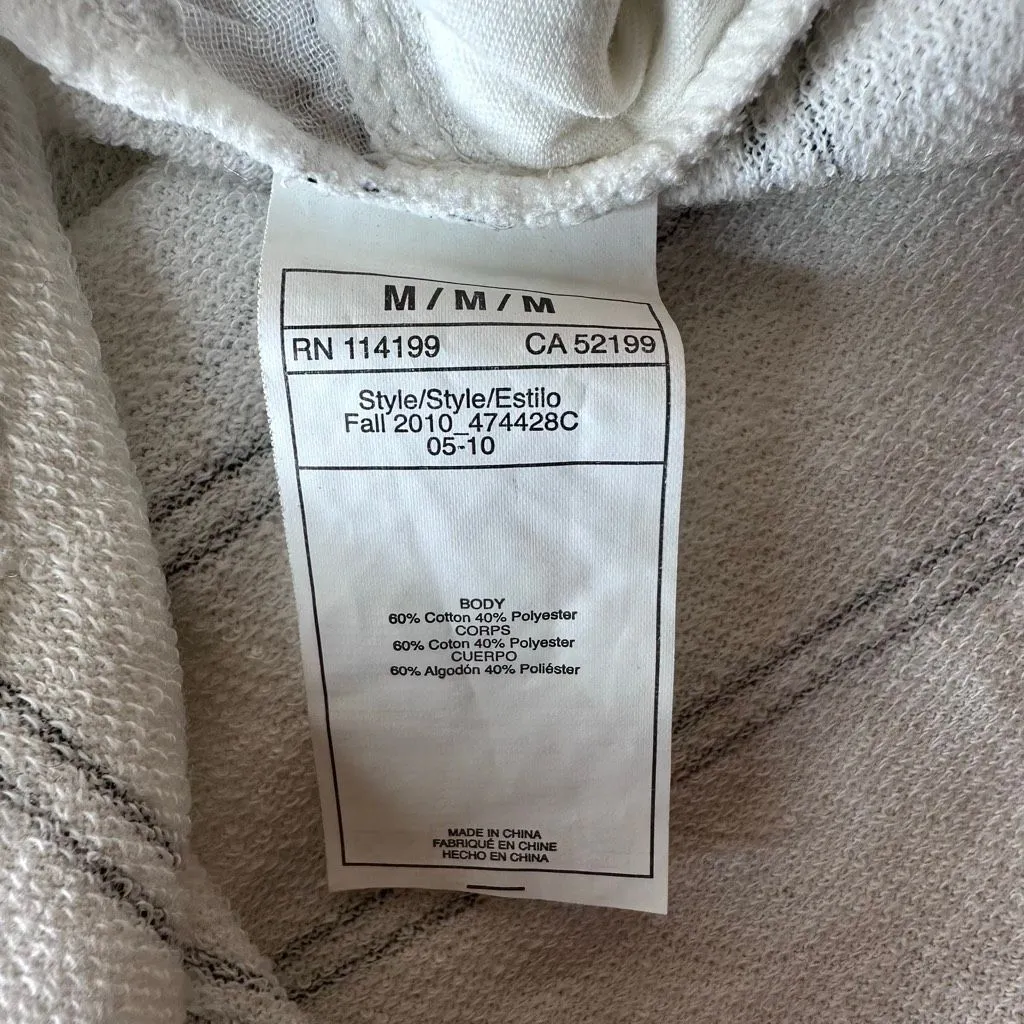 M / M / M
RN 114199 CA 52199
Style/Style/Estilo
Fall 2010_474428C
05-10
BODY
60% Cotton 40% Polyester
CORPS
60% Coton 40% Polyester
CUERPO
60% Algodón 40% Poliéster
MADE IN CHINA
FABRIQUÉ EN CHINE
HECHO EN CHINA